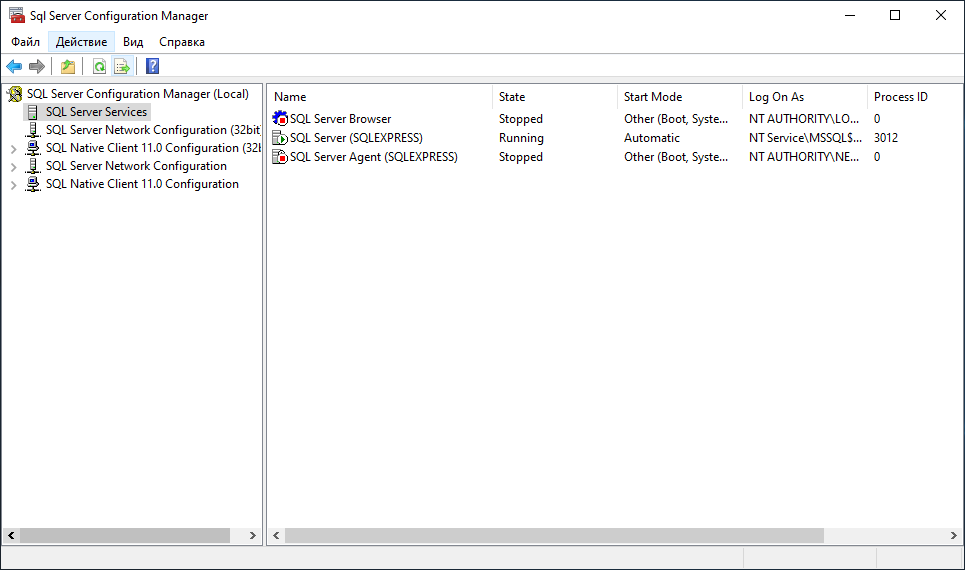 Sql Server Configuration Manager
Файл Действие Вид Справка
SQL Server Configuration Manager (Local)
SQL Server Services
SQL Server Network Configuration (32bit
SQL Native Client 11.0 Configuration (32b
SQL Server Network Configuration
SQL Native Client 11.0 Configuration
Name State Start Mode Log On As Process ID
SQL Server Browser Stopped Other (Boot, Syste... NT AUTHORITY\LO... 0
SQL Server (SQLEXPRESS) Running Automatic NT Service\MSSQL$... 3012
SQL Server Agent (SQLEXPRESS) Stopped Other (Boot, Syste... NT AUTHORITY\NE... 0